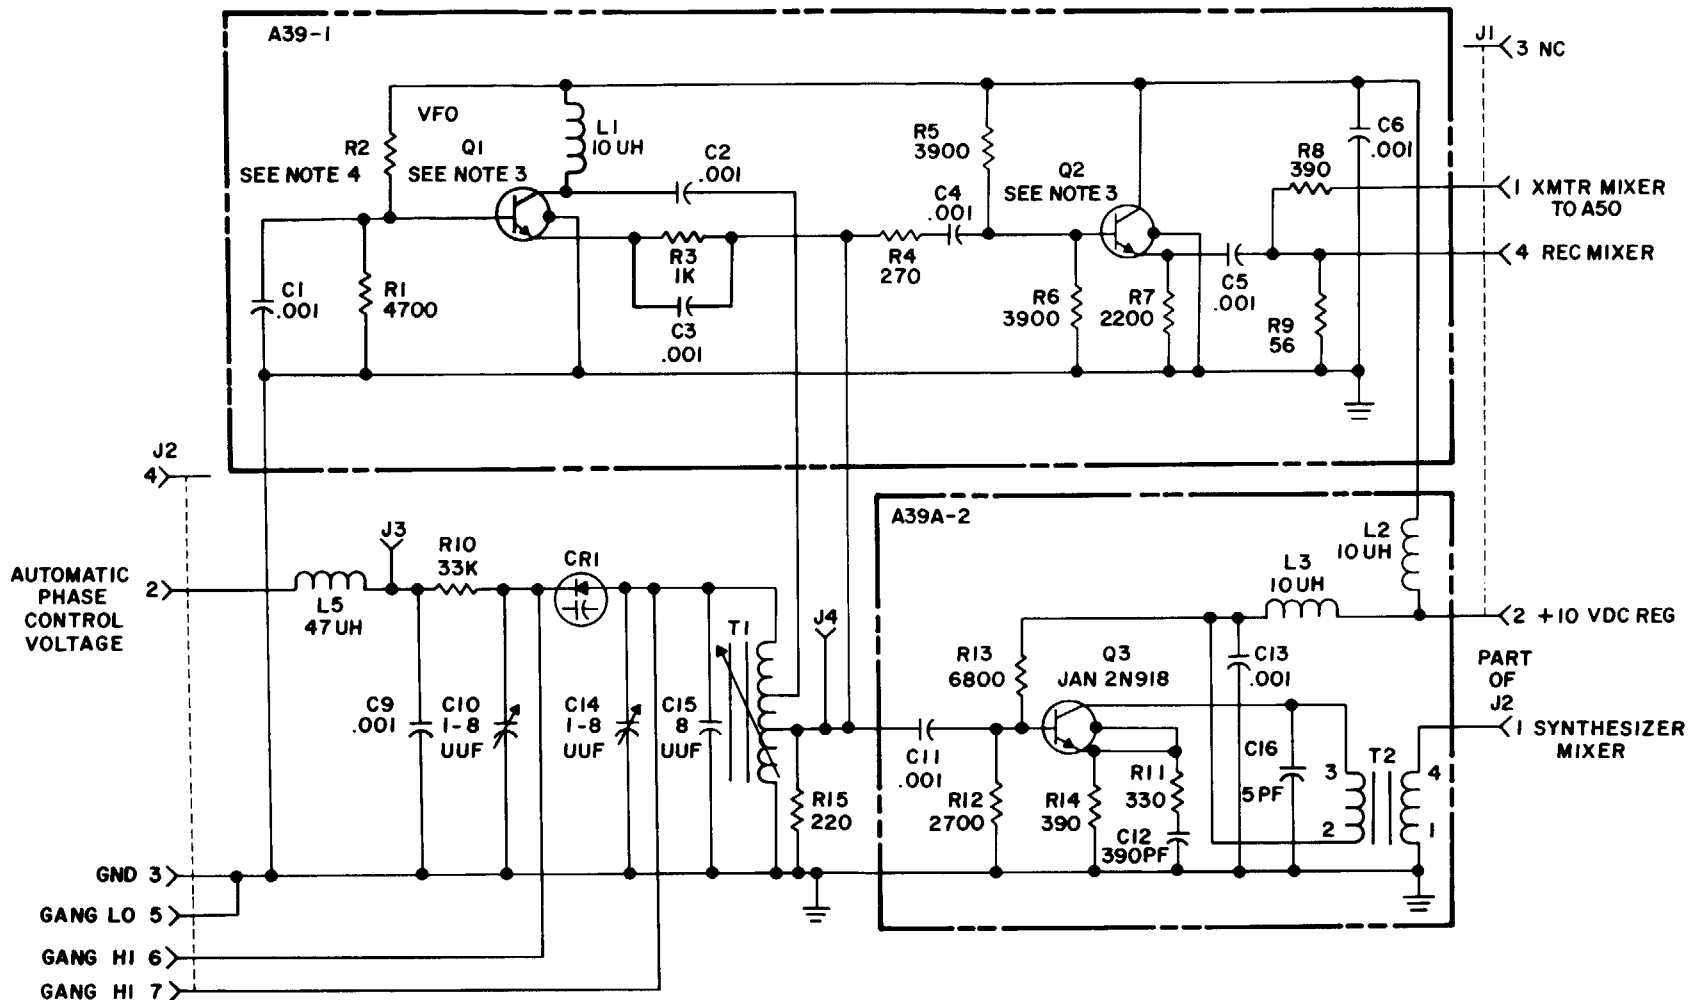 A39-1
J1
3 NC
VFO
R2
SEE NOTE 4
Q1
SEE NOTE 3
L1
10 UH
C2
.001
R5
3900
Q2
SEE NOTE 3
C4
.001
C6
.001
R8
390
1 XMTR MIXER
TO A50
4 REC MIXER
C1
.001
R1
4700
R3
1K
C3
.001
R4
270
R6
3900
R7
2200
C5
.001
R9
56
J2
4
A39A-2
AUTOMATIC
PHASE
CONTROL
VOLTAGE
2
L5
47 UH
J3
R10
33K
CR1
T1
J4
L2
10 UH
L3
10 UH
2 +10 VDC REG
C9
.001
C10
1-8
UUF
C14
1-8
UUF
C15
8
UUF
R13
6800
Q3
JAN 2N918
C13
.001
PART
OF
J2
1 SYNTHESIZER
MIXER
C11
.001
R15
220
R12
2700
R14
390
R11
330
C12
390PF
C16
5PF
3
2
T2
4
1
GND 3
GANG LO 5
GANG HI 6
GANG HI 7